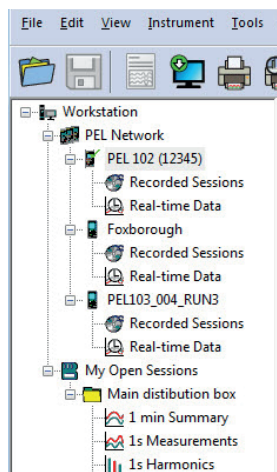 File Edit View Instrument Tools
Workstation
PEL Network
PEL 102 (12345)
Recorded Sessions
Real-time Data
Foxborough
Recorded Sessions
Real-time Data
PEL103_004_RUN3
Recorded Sessions
Real-time Data
My Open Sessions
Main distibution box
1 min Summary
1s Measurements
1s Harmonics